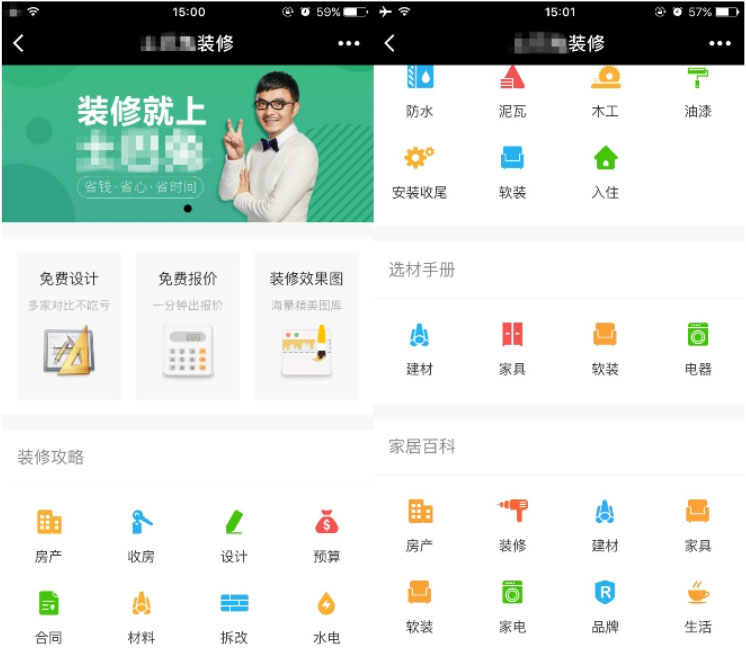 15:00
59%
装修
装修就上
省钱·省心·省时间
免费设计
多家对比不吃亏
免费报价
一分钟出报价
装修效果图
海量精美图库
装修攻略
房产
收房
设计
预算
合同
材料
拆改
水电
15:01
57%
装修
防水
泥瓦
木工
油漆
安装收尾
软装
入住
选材手册
建材
家具
软装
电器
家居百科
房产
装修
建材
家具
软装
家电
品牌
生活